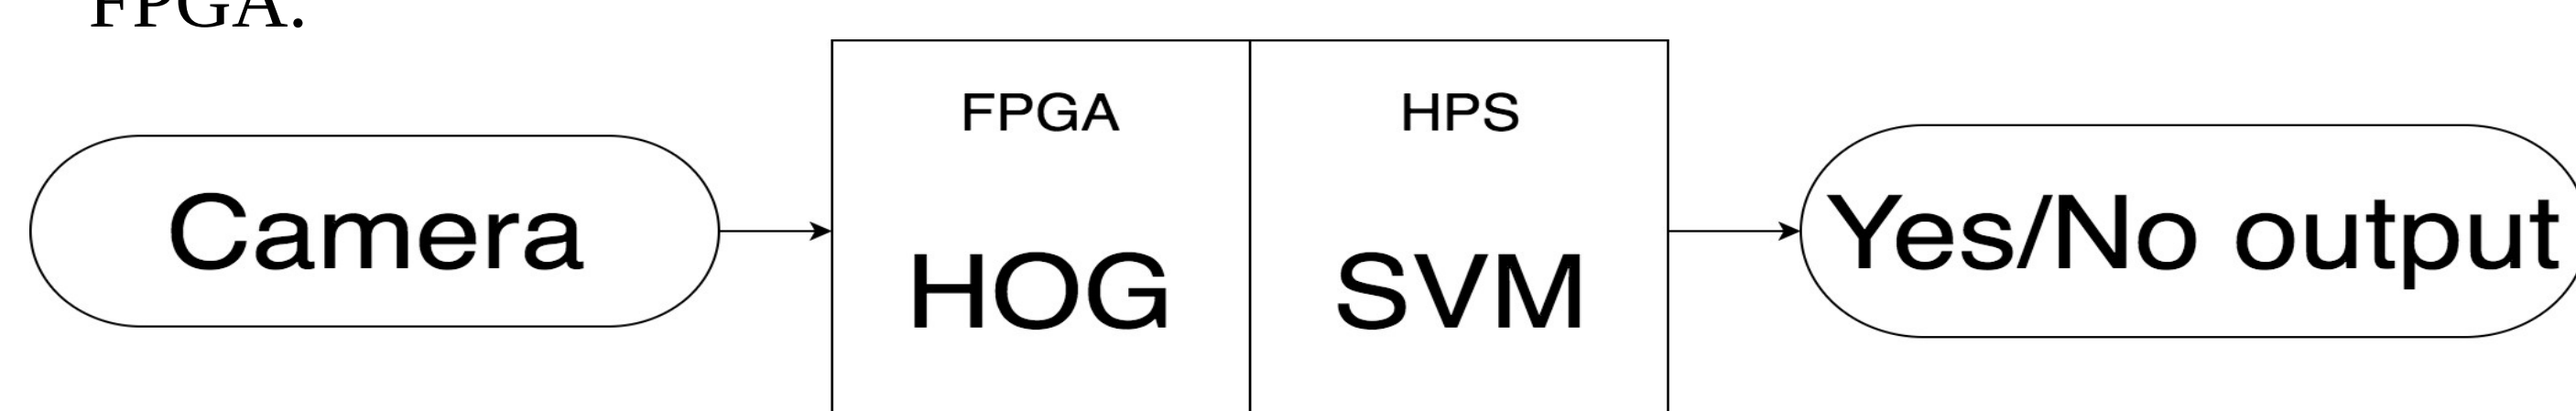 FPGA.
FPGA
HPS
Camera
HOG
SVM
Yes/No output